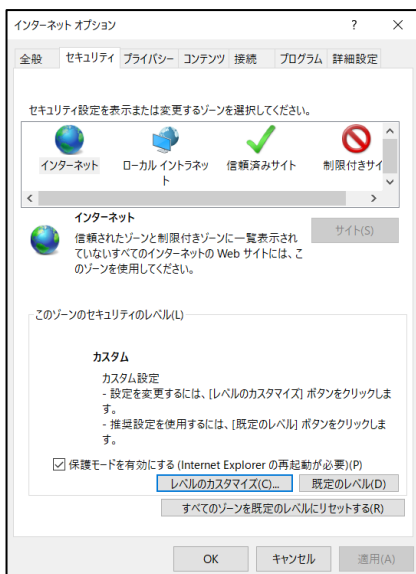 インターネット オプション
全般 セキュリティ プライバシー コンテンツ 接続 プログラム 詳細設定
セキュリティ設定を表示または変更するゾーンを選択してください。
インターネット ローカル イントラネット 信頼済みサイト 制限付きサイ
インターネット
サイト(S)
信頼されたゾーンと制限付きゾーンに一覧表示され
ていないすべてのインターネットの Web サイトには、こ
のゾーンを使用してください。
このゾーンのセキュリティのレベル(L)
カスタム
カスタム設定
- 設定を変更するには、[レベルのカスタマイズ] ボタンをクリックしま
す。
- 推奨設定を使用するには、[既定のレベル] ボタンをクリックしま
す。
保護モードを有効にする (Internet Explorer の再起動が必要)(P)
レベルのカスタマイズ(C)... 既定のレベル(D)
すべてのゾーンを既定のレベルにリセットする(R)
OK キャンセル 適用(A)